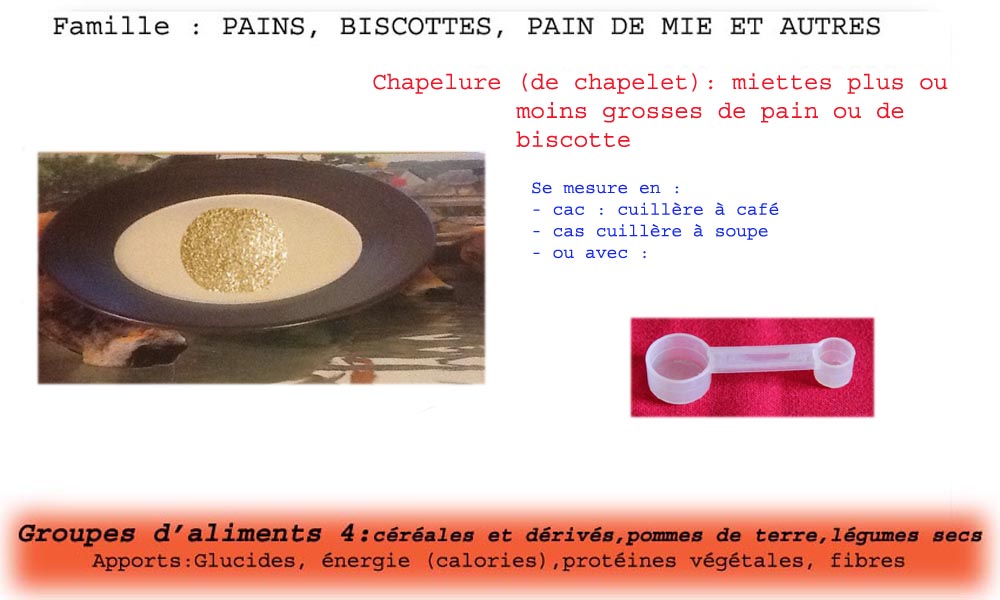 Famille : PAINS, BISCOTTES, PAIN DE MIE ET AUTRES
Chapelure (de chapelet): miettes plus ou
moins grosses de pain ou de
biscotte
Se mesure en :
- cac : cuillère à café
- cas cuillère à soupe
- ou avec :
Groupes d'aliments 4:céréales et dérivés,pommes de terre,légumes secs
Apports:Glucides, énergie (calories),protéines végétales, fibres